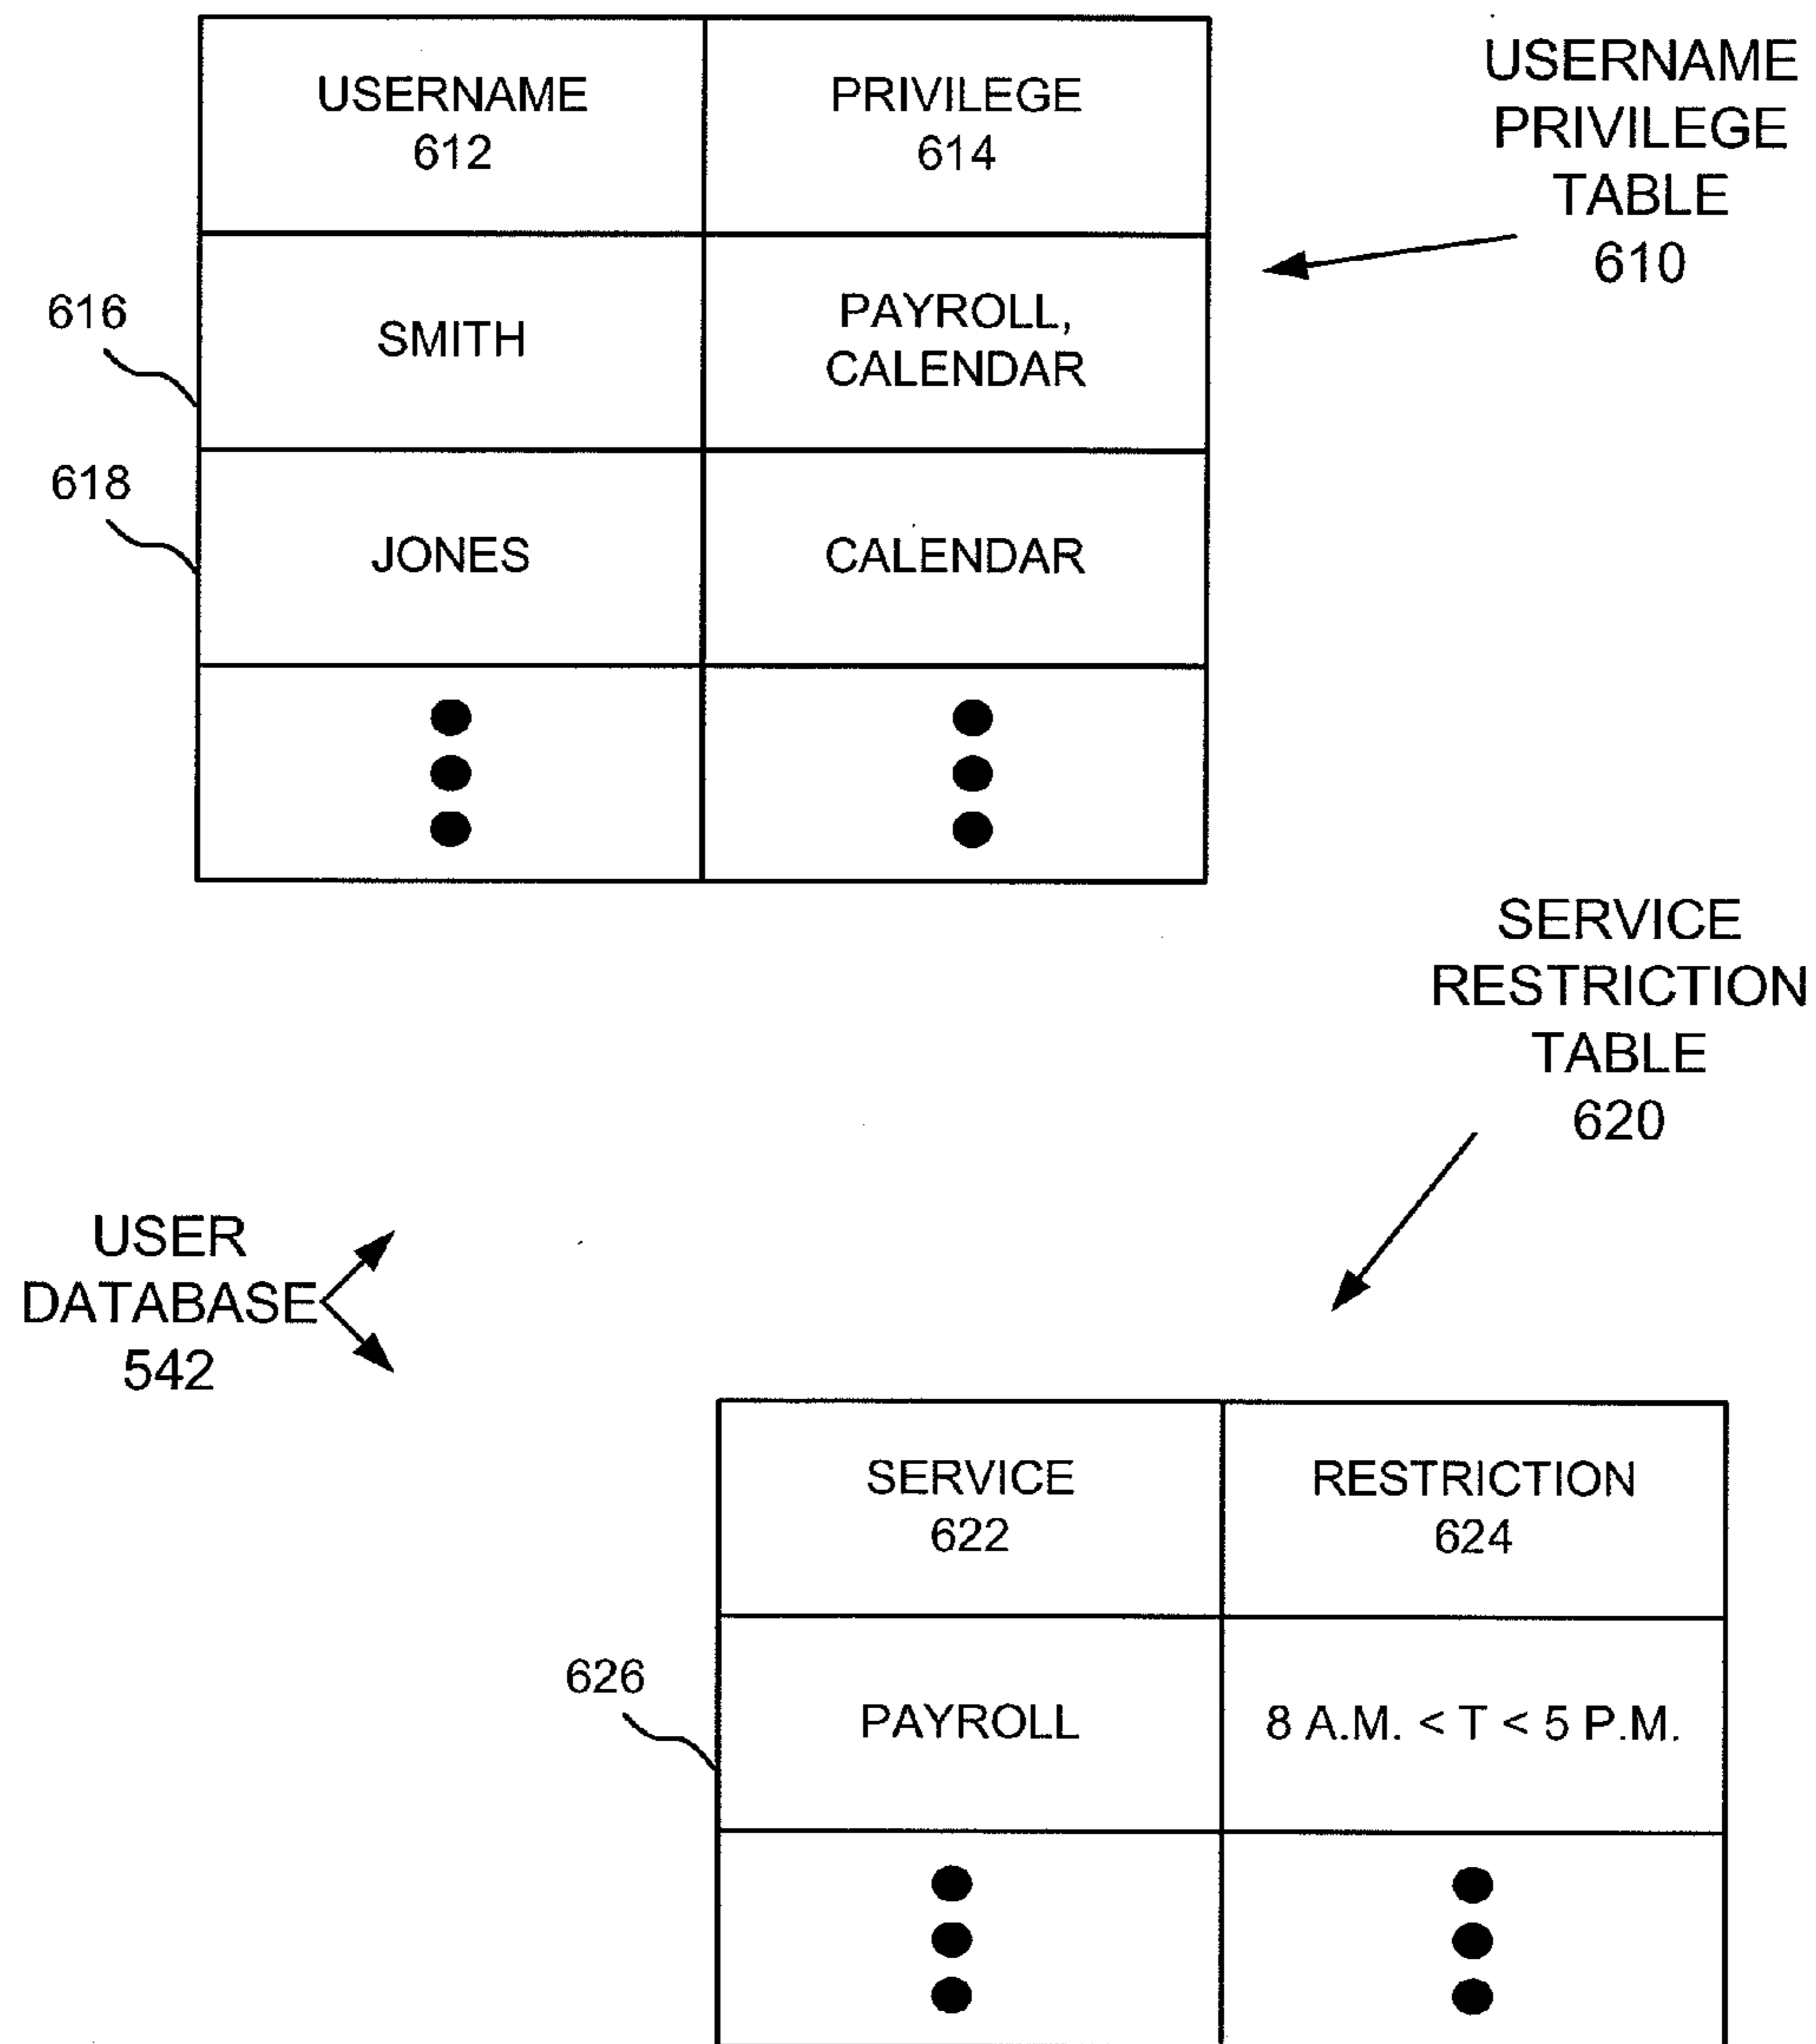 USERNAME
612
PRIVILEGE
614
USERNAME
PRIVILEGE
TABLE
610
616
SMITH
PAYROLL,
CALENDAR
618
JONES
CALENDAR
SERVICE
RESTRICTION
TABLE
620
USER
DATABASE
542
SERVICE
622
RESTRICTION
624
626
PAYROLL
8 A.M. < T < 5 P.M.